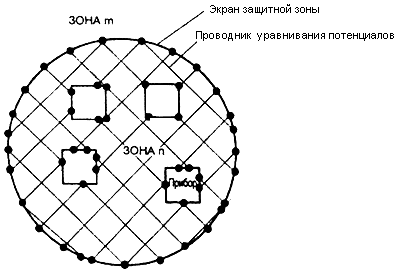 Экран защитной зоны
ЗОНА m
Проводник уравнивания потенциалов
ЗОНА n
Прибор